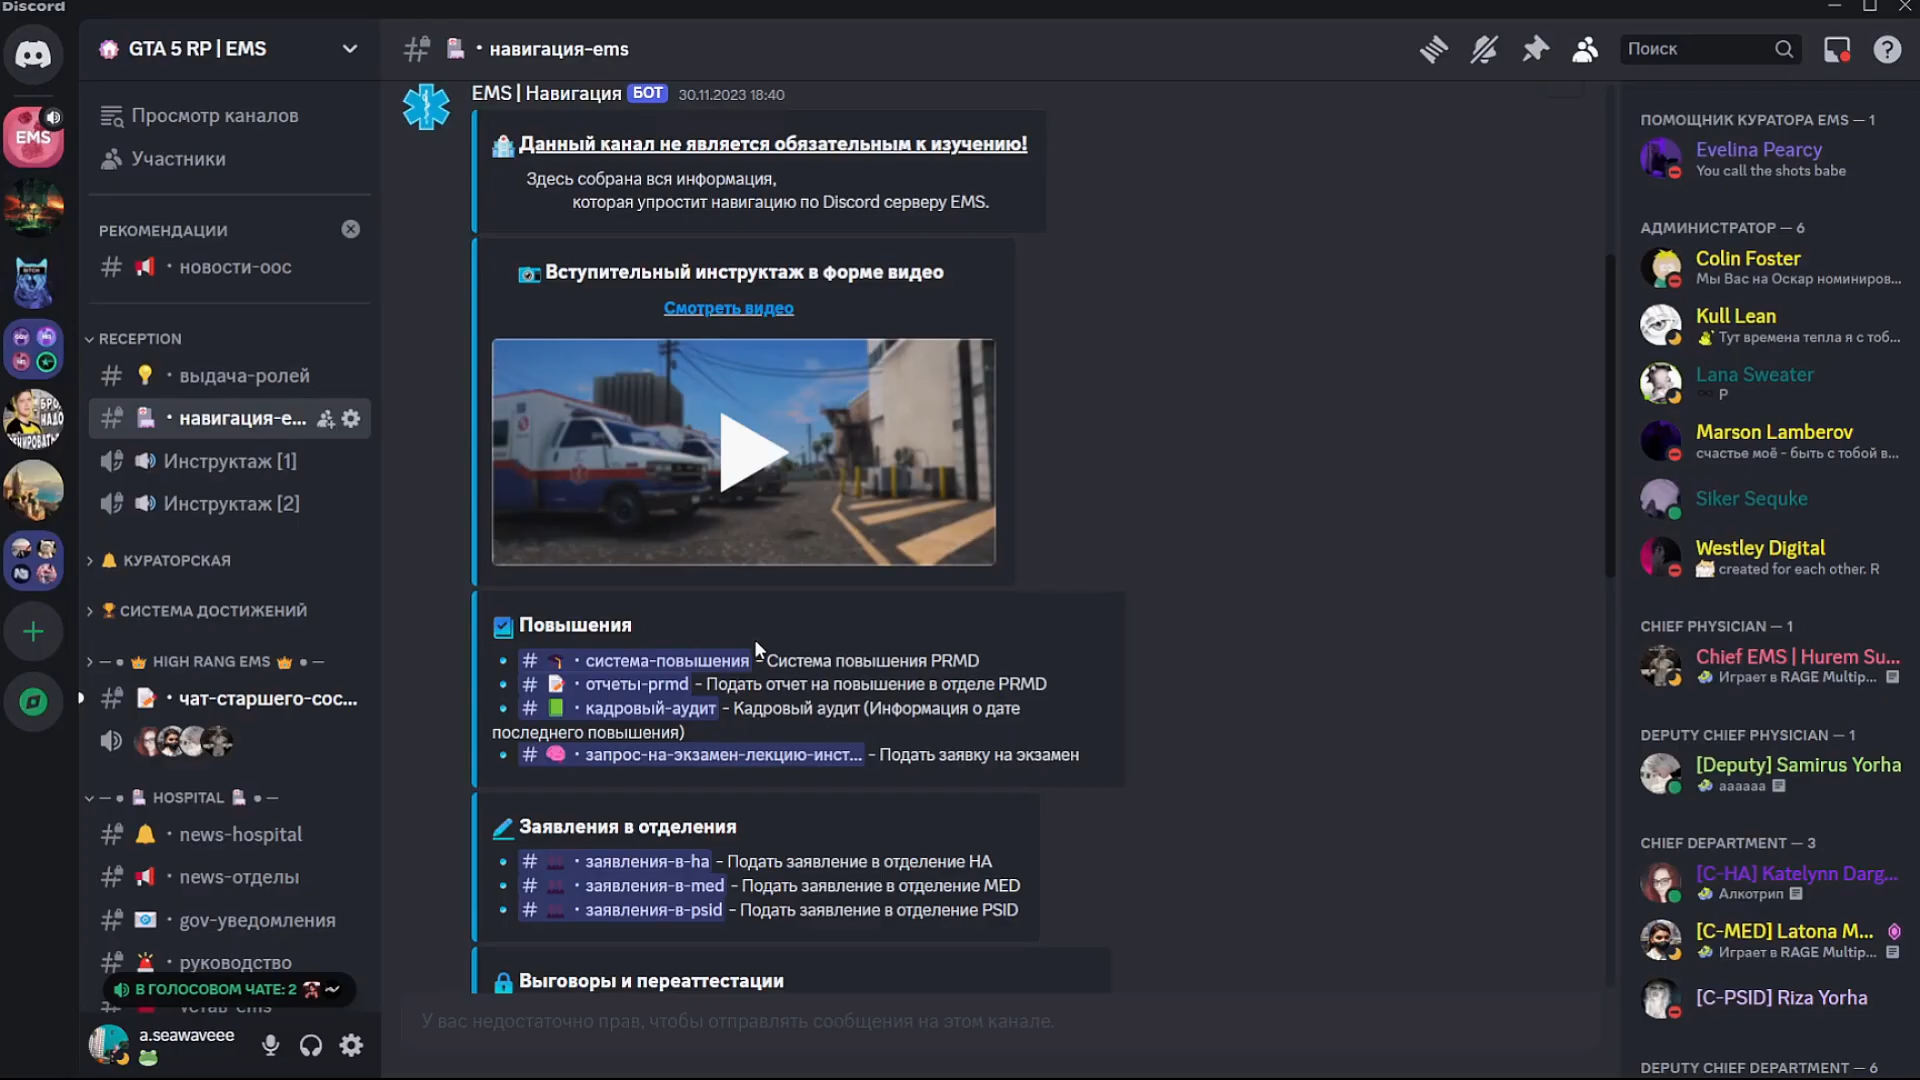 Discord
GTA 5 RP | EMS
Просмотр каналов
Участники
РЕКОМЕНДАЦИИ
новости-оос
RECEPTION
выдача-ролей
навигация-е...
Инструктаж [1]
Инструктаж [2]
КУРАТОРСКАЯ
СИСТЕМА ДОСТИЖЕНИЙ
HIGH RANG EMS
чат-старшего-сос...
HOSPITAL
news-hospital
news-отделы
gov-уведомления
руководство
В ГОЛОСОВОМ ЧАТЕ: 2
a.seawaveee
EMS
• навигация-ems
EMS | Навигация БОТ 30.11.2023 18:40
Данный канал не является обязательным к изучению!
Здесь собрана вся информация,
которая упростит навигацию по Discord серверу EMS.
Вступительный инструктаж в форме видео
Смотреть видео
Повышения
• # • система-повышения - Система повышения PRMD
• # • отчеты-prmd - Подать отчет на повышение в отделе PRMD
• # • кадровый-аудит - Кадровый аудит (Информация о дате
последнего повышения)
• # • запрос-на-экзамен-лекцию-инст... - Подать заявку на экзамен
Заявления в отделения
• # • заявления-в-ha - Подать заявление в отделение HA
• # • заявления-в-med - Подать заявление в отделение MED
• # • заявления-в-psid - Подать заявление в отделение PSID
Выговоры и переаттестации
У вас недостаточно прав, чтобы отправлять сообщения на этом канале.
Поиск
ПОМОЩНИК КУРАТОРА EMS — 1
Evelina Pearcy
You call the shots babe
АДМИНИСТРАТОР — 6
Colin Foster
Мы Вас на Оскар номиниров...
Kull Lean
Тут времена тепла я с тоб...
Lana Sweater
P
Marson Lamberov
счастье моё - быть с тобой в...
Siker Sequke
Westley Digital
created for each other. R
CHIEF PHYSICIAN — 1
Chief EMS | Hurem Su...
Играет в RAGE Multip...
DEPUTY CHIEF PHYSICIAN — 1
[Deputy] Samirus Yorha
аааааа
CHIEF DEPARTMENT — 3
[C-HA] Katelynn Darg...
Алкотрип
[C-MED] Latona M...
Играет в RAGE Multip...
[C-PSID] Riza Yorha
DEPUTY CHIEF DEPARTMENT — 6